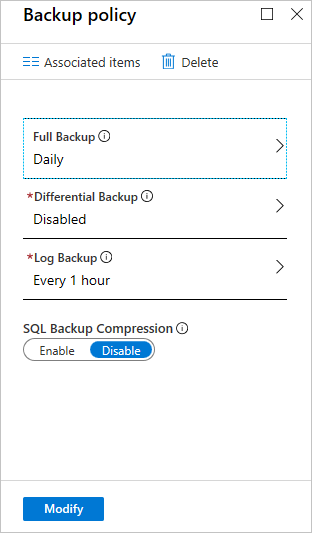 Backup policy
Associated items
Delete
Full Backup
Daily
*Differential Backup
Disabled
*Log Backup
Every 1 hour
SQL Backup Compression
Enable Disable
Modify